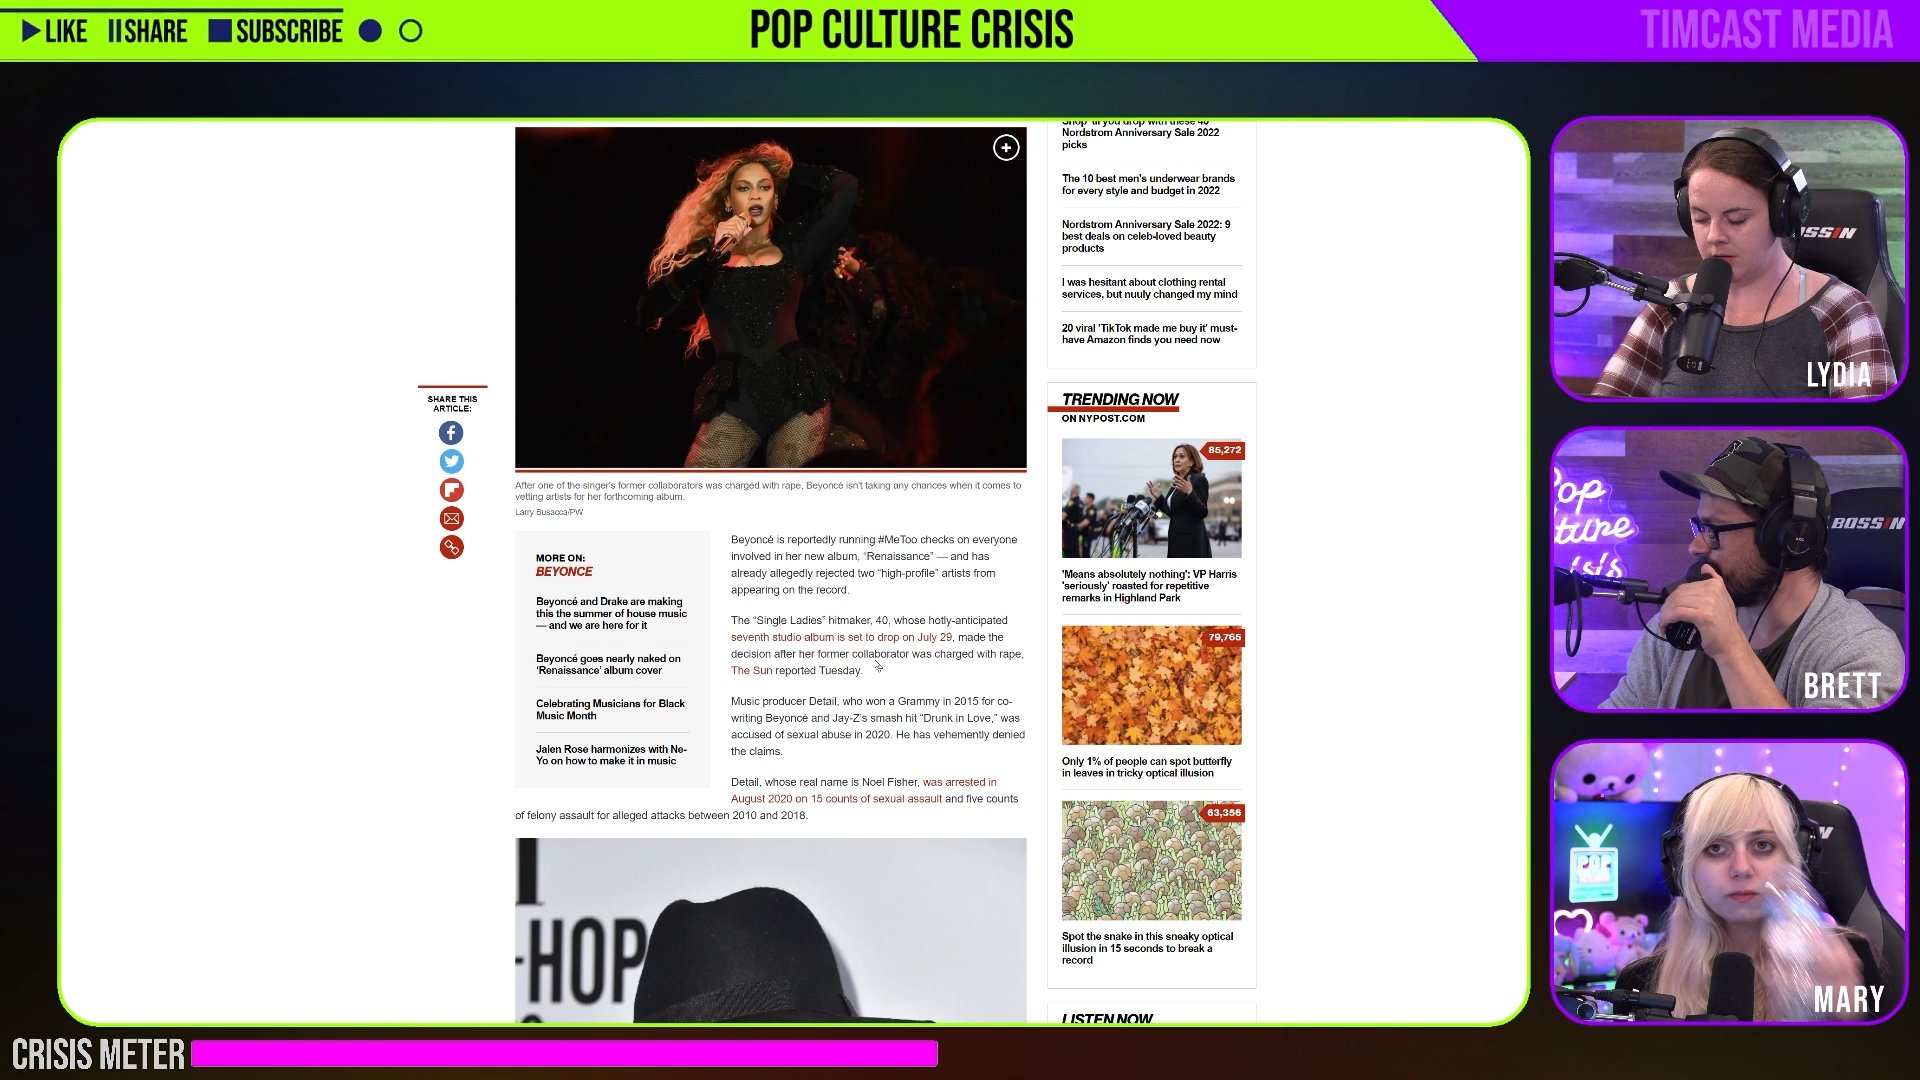 LIKE SHARE SUBSCRIBE
POP CULTURE CRISIS
TIMCAST MEDIA
SHARE THIS
ARTICLE:
After one of the singer's former collaborators was charged with rape, Beyoncé isn't taking any chances when it comes to
vetting artists for her forthcoming album.
Larry Busacca/PW
MORE ON:
BEYONCE
Beyoncé and Drake are making
this the summer of house music
— and we are here for it
Beyoncé goes nearly naked on
'Renaissance' album cover
Celebrating Musicians for Black
Music Month
Jalen Rose harmonizes with Ne-
Yo on how to make it in music
Beyoncé is reportedly running #MeToo checks on everyone
involved in her new album, “Renaissance” — and has
already allegedly rejected two “high-profile” artists from
appearing on the record.
The “Single Ladies” hitmaker, 40, whose hotly-anticipated
seventh studio album is set to drop on July 29, made the
decision after her former collaborator was charged with rape,
The Sun reported Tuesday.
Music producer Detail, who won a Grammy in 2015 for co-
writing Beyoncé and Jay-Z’s smash hit “Drunk in Love,” was
accused of sexual abuse in 2020. He has vehemently denied
the claims.
Detail, whose real name is Noel Fisher, was arrested in
August 2020 on 15 counts of sexual assault and five counts
of felony assault for alleged attacks between 2010 and 2018.
-HOP
Shop 'til you drop with these 40
Nordstrom Anniversary Sale 2022
picks
The 10 best men's underwear brands
for every style and budget in 2022
Nordstrom Anniversary Sale 2022: 9
best deals on celeb-loved beauty
products
I was hesitant about clothing rental
services, but nuuly changed my mind
20 viral 'TikTok made me buy it' must-
have Amazon finds you need now
TRENDING NOW
ON NYPOST.COM
85,272
'Means absolutely nothing': VP Harris
'seriously' roasted for repetitive
remarks in Highland Park
79,765
Only 1% of people can spot butterfly
in leaves in tricky optical illusion
63,356
Spot the snake in this sneaky optical
illusion in 15 seconds to break a
record
LISTEN NOW
OSSIN
LYDIA
Pop
ture
isis
BOSSIN
BRETT
POP
MARY
CRISIS METER